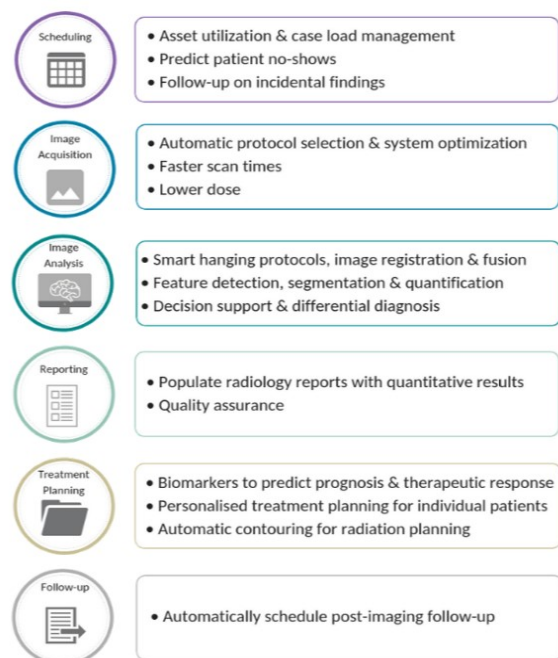 Scheduling
• Asset utilization & case load management
• Predict patient no-shows
• Follow-up on incidental findings
Image
Acquisition
• Automatic protocol selection & system optimization
• Faster scan times
• Lower dose
Image
Analysis
• Smart hanging protocols, image registration & fusion
• Feature detection, segmentation & quantification
• Decision support & differential diagnosis
Reporting
• Populate radiology reports with quantitative results
• Quality assurance
Treatment
Planning
• Biomarkers to predict prognosis & therapeutic response
• Personalised treatment planning for individual patients
• Automatic contouring for radiation planning
Follow-up
• Automatically schedule post-imaging follow-up